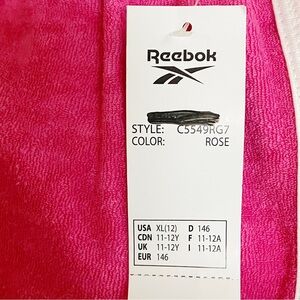 Reebok
STYLE: C5549RG7
COLOR: ROSE
USA XL(12) D 146
CDN 11-12Y F 11-12A
UK 11-12Y I 11-12A
EUR 146